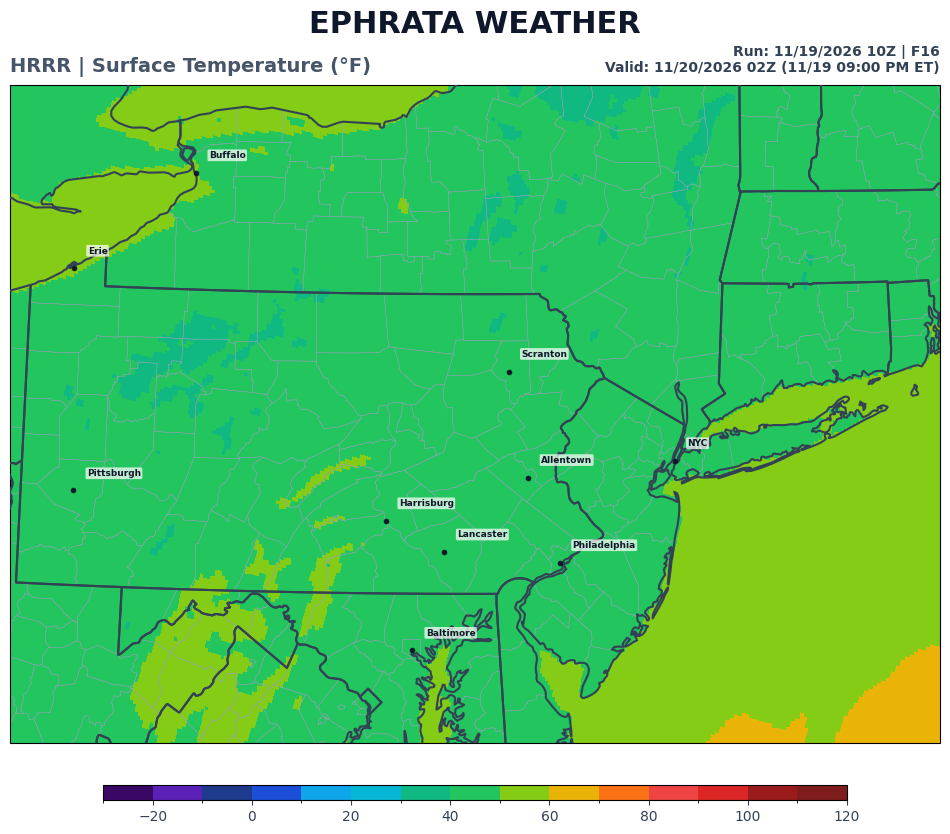 EPHRATA WEATHER
HRRR | Surface Temperature (°F)
Run: 11/19/2026 10Z | F16
Valid: 11/20/2026 02Z (11/19 09:00 PM ET)
Buffalo
Erie
Scranton
NYC
Allentown
Pittsburgh
Harrisburg
Lancaster
Philadelphia
Baltimore
−20 0 20 40 60 80 100 120